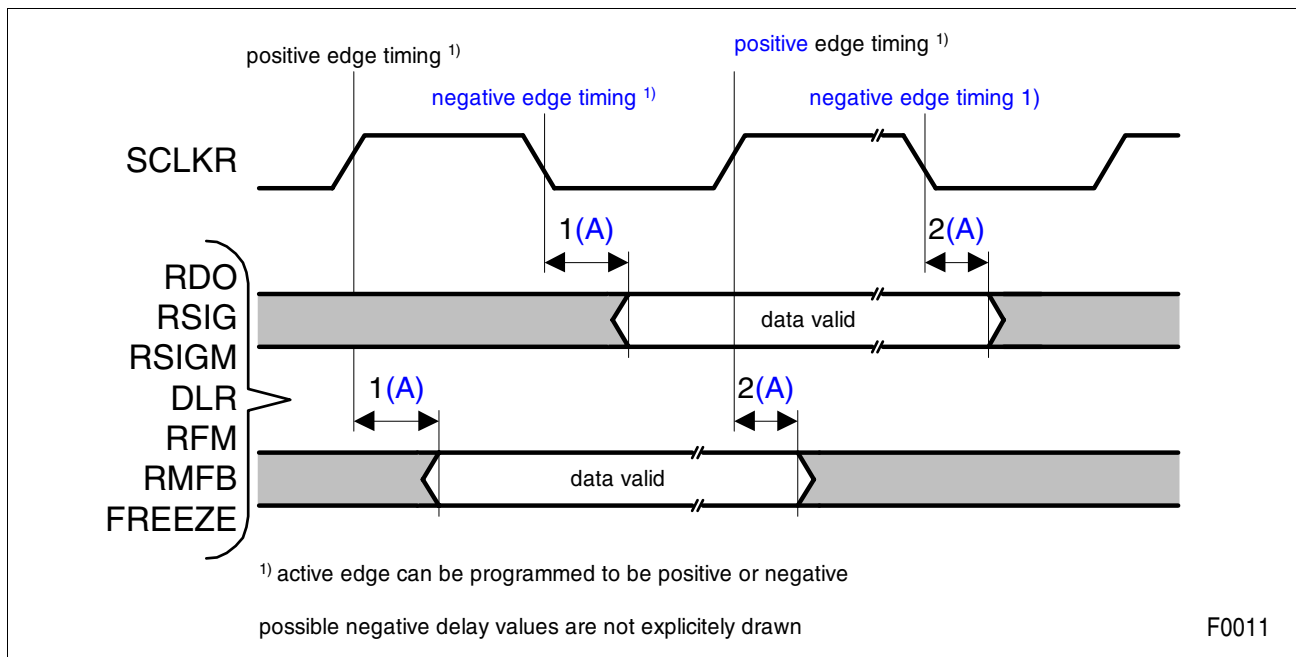 positive edge timing 1)
positive edge timing 1)
negative edge timing 1)
negative edge timing 1)
SCLKR
1(A)
2(A)
RDO
RSIG
data valid
RSIGM
DLR
1(A)
2(A)
RFM
RMFB
data valid
FREEZE
1) active edge can be programmed to be positive or negative
possible negative delay values are not explicitely drawn
F0011